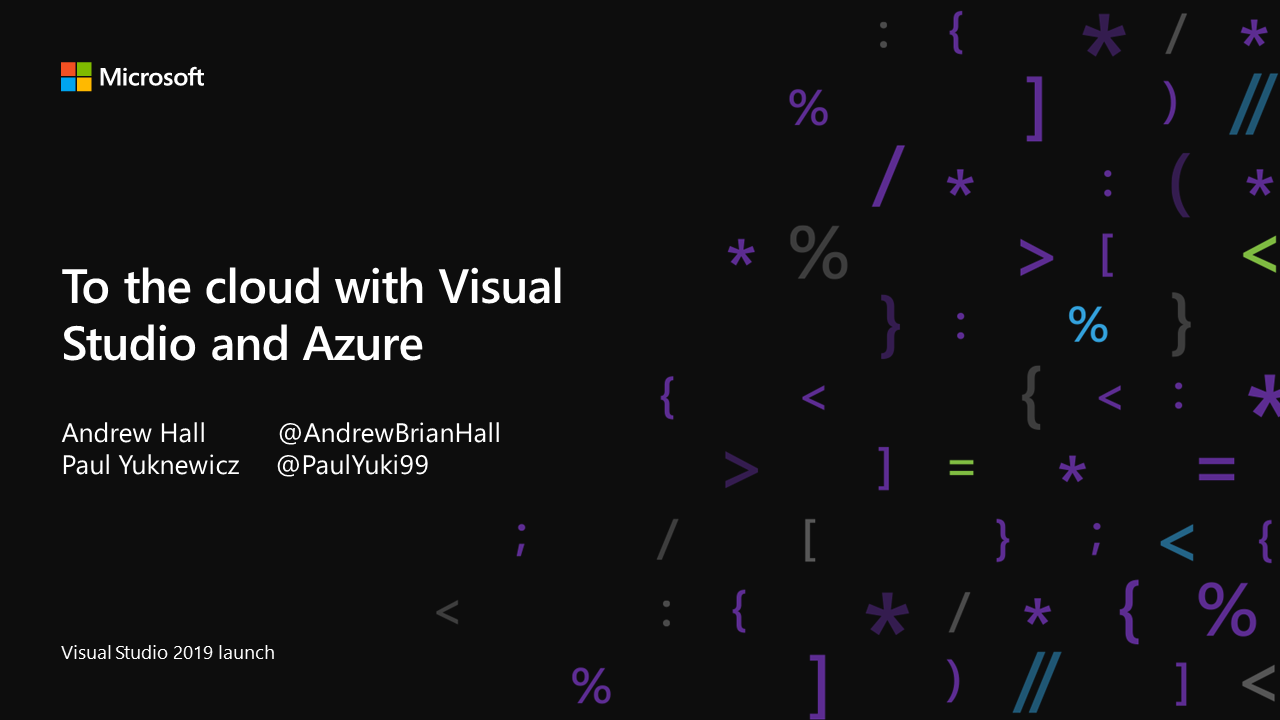 Microsoft
To the cloud with Visual
Studio and Azure
Andrew Hall @AndrewBrianHall
Paul Yuknewicz @PaulYuki99
Visual Studio 2019 launch
: { * / *
% ] ) //
/ * : ( *
* % > [ <
} : % }
{ < { < : *
> ] = * =
; / [ } ; < {
< : { * / * { %
% ] ) // ] <